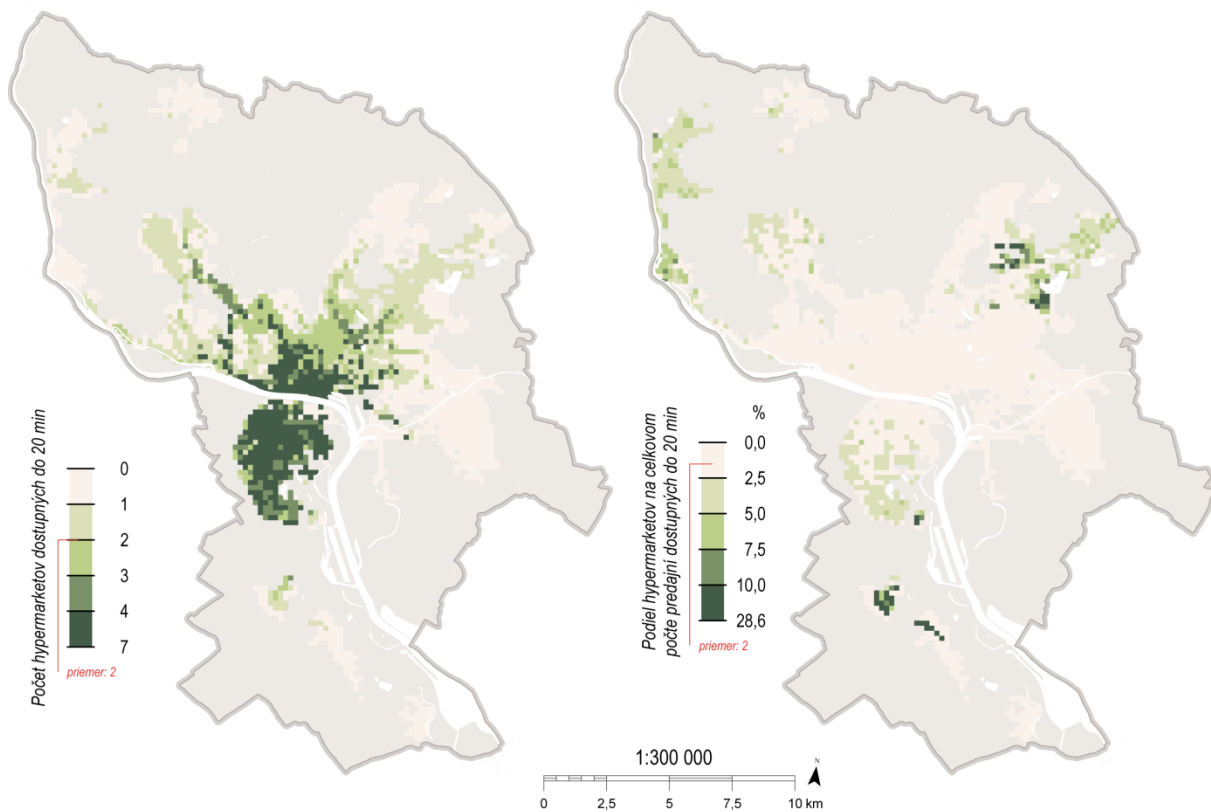 Počet hypermarketov dostupných do 20 min
0
1
2
3
4
7
priemer: 2
Podiel hypermarketov na celkovom
počte predajní dostupných do 20 min
%
0,0
2,5
5,0
7,5
10,0
28,6
priemer: 2
1:300 000
N
0 2,5 5 7,5 10 km